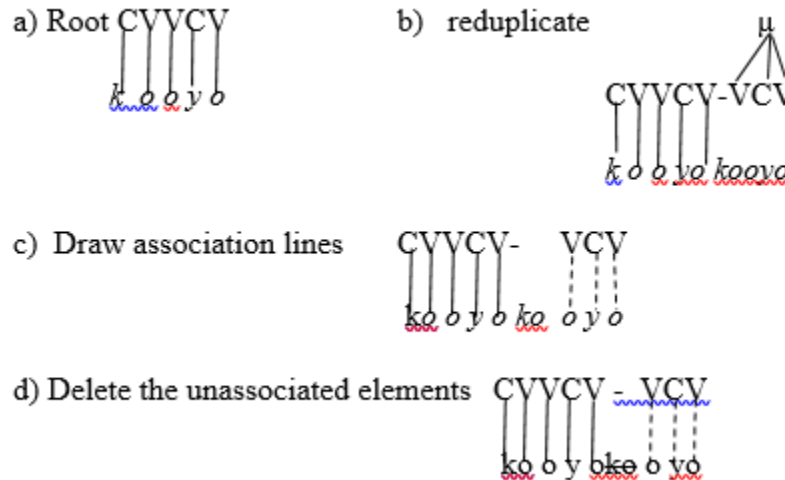 a) Root CVVCV b) reduplicate μ
k o o y o CVVCV-VCV
k o o yo kooyo
c) Draw association lines CVVCV- VCV
ko o y o ko o y o
d) Delete the unassociated elements CVVCV - VCV
ko o y oko o yo